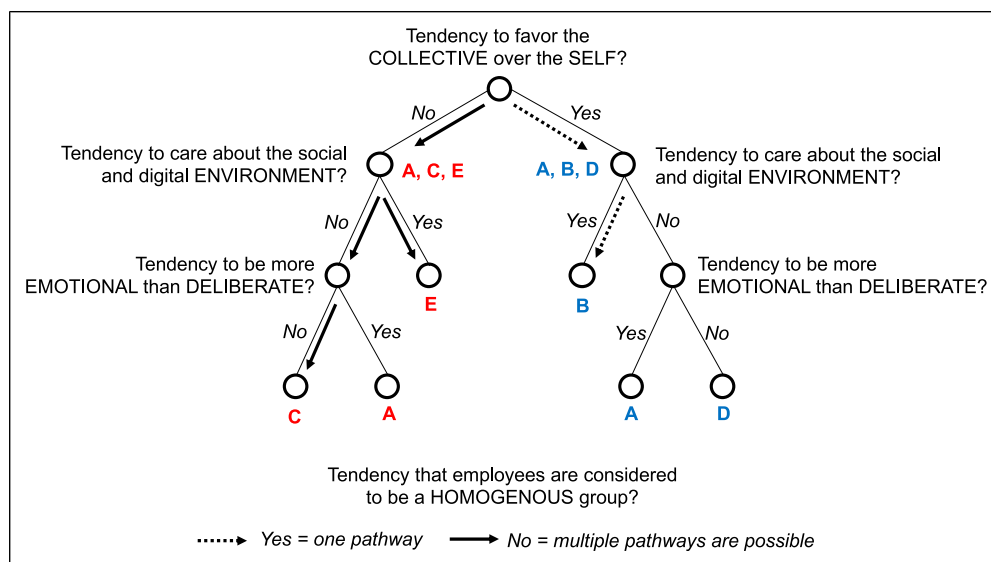 Tendency to favor the
COLLECTIVE over the SELF?
No
Yes
Tendency to care about the social
and digital ENVIRONMENT?
A, C, E
A, B, D
Tendency to care about the social
and digital ENVIRONMENT?
No
Yes
Yes
No
Tendency to be more
EMOTIONAL than DELIBERATE?
E
B
Tendency to be more
EMOTIONAL than DELIBERATE?
No
Yes
Yes
No
C
A
A
D
Tendency that employees are considered
to be a HOMOGENOUS group?
Yes = one pathway
No = multiple pathways are possible